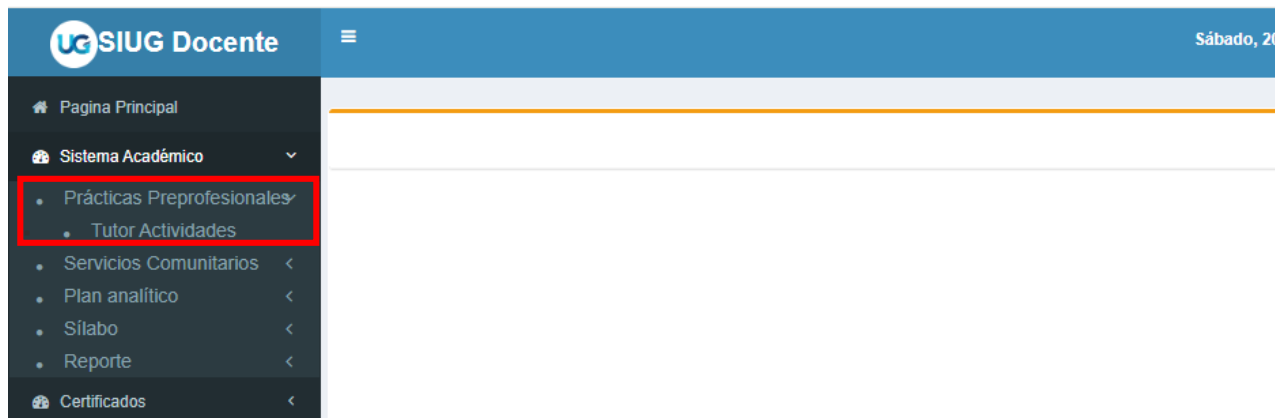 UG SIUG Docente
Sábado, 20
Pagina Principal
Sistema Académico
Prácticas Preprofesionales
Tutor Actividades
Servicios Comunitarios
Plan analítico
Sílabo
Reporte
Certificados